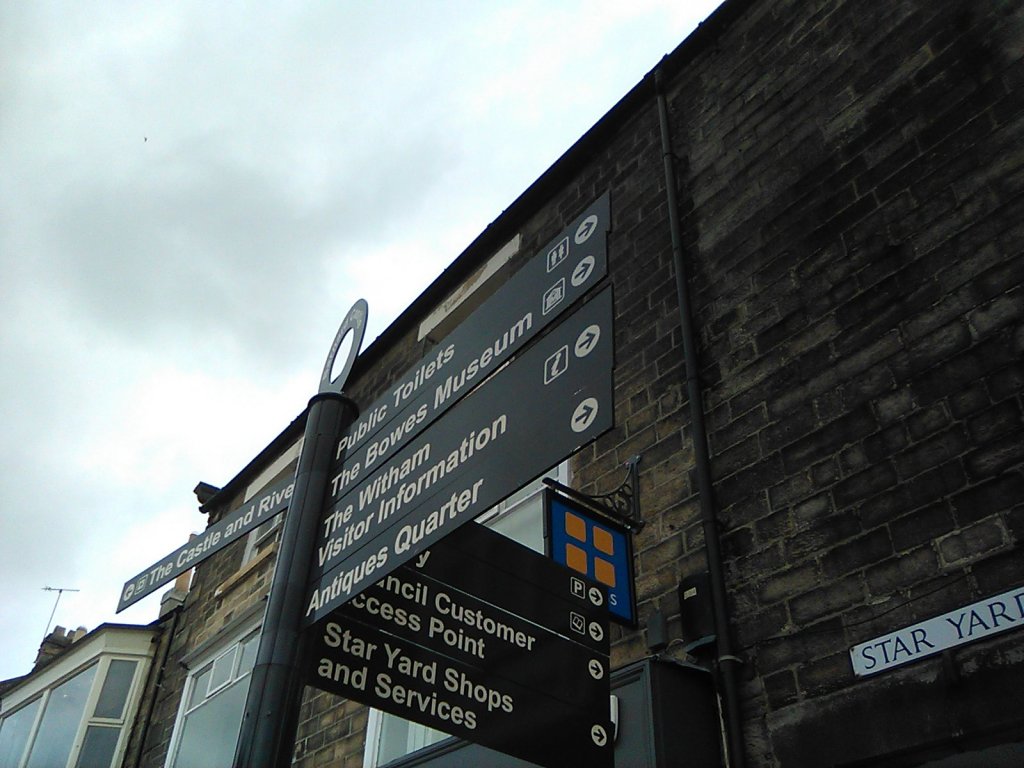 Public Toilets
The Bowes Museum
The Witham
Visitor Information
Antiques Quarter
The Castle and Rive
y
ncil Customer
ccess Point
Star Yard Shops
and Services
P
S
STAR YARD